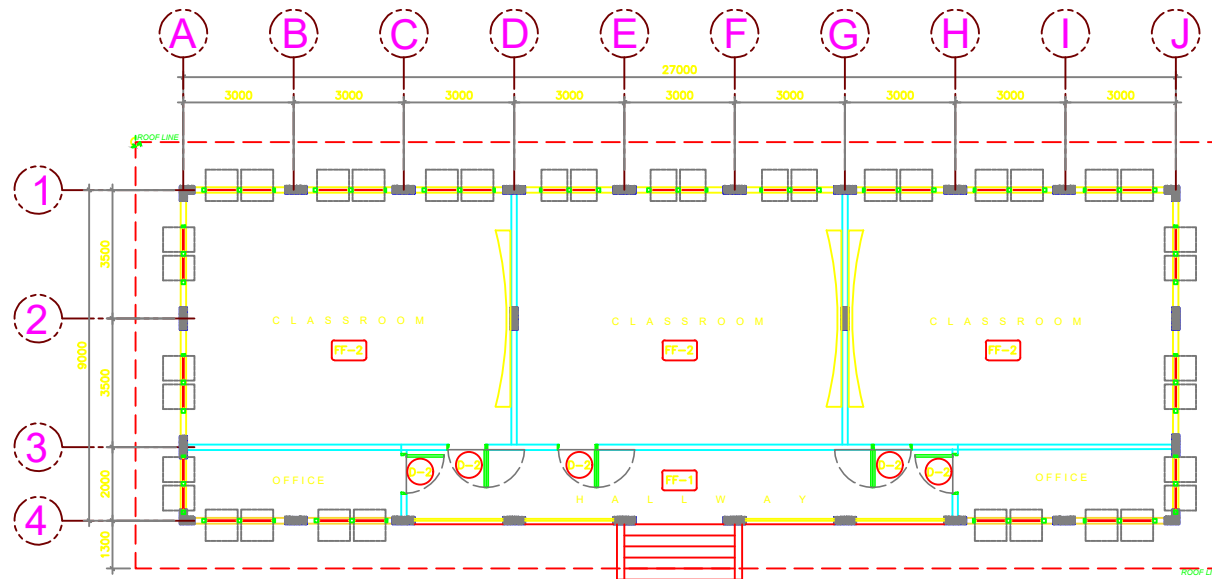 A B C D E F G H I J
27000
3000 3000 3000 3000 3000 3000 3000 3000 3000
ROOF LINE
1
3500
2
CLASSROOM CLASSROOM CLASSROOM
FF-2 FF-2 FF-2
9000
3500
3
D-2 D-2 D-2 D-2 D-2
OFFICE FF-1 OFFICE
2000
HALLWAY
4
1300
ROOF LI